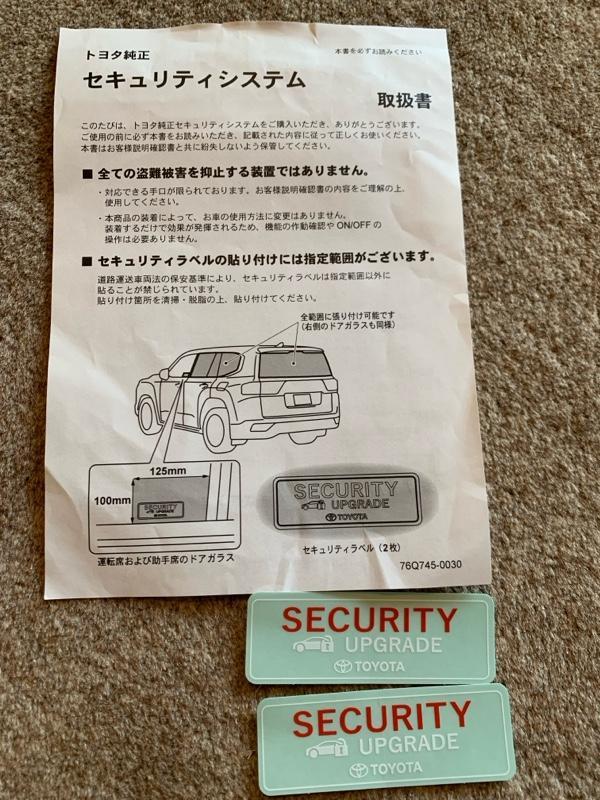 トヨタ純正
本書を必ずお読みください
セキュリティシステム
取扱書
このたびは、トヨタ純正セキュリティシステムをご購入いただき、ありがとうございます。
ご使用の前に必ず本書をお読みいただき、記載された内容に従って正しくお使いください。
本書はお客様説明確認書と共に紛失しないよう保管してください。
■ 全ての盗難被害を抑止する装置ではありません。
・対応できる手口が限られております。お客様説明確認書の内容をご理解の上、
使用してください。
・本商品の装着によって、お車の使用方法に変更はありません。
装着するだけで効果が発揮されるため、機能の作動確認や ON/OFF の
操作は必要ありません。
■ セキュリティラベルの貼り付けには指定範囲がございます。
道路運送車両法の保安基準により、セキュリティラベルは指定範囲以外に
貼ることが禁じられています。
貼り付け箇所を清掃・脱脂の上、貼り付けてください。
全範囲に張り付け可能です
(右側のドアガラスも同様)
125mm
100mm
SECURITY
UPGRADE
運転席および助手席のドアガラス
SECURITY
UPGRADE
TOYOTA
セキュリティラベル（2枚）
76Q745-0030
SECURITY
UPGRADE
TOYOTA
SECURITY
UPGRADE
TOYOTA